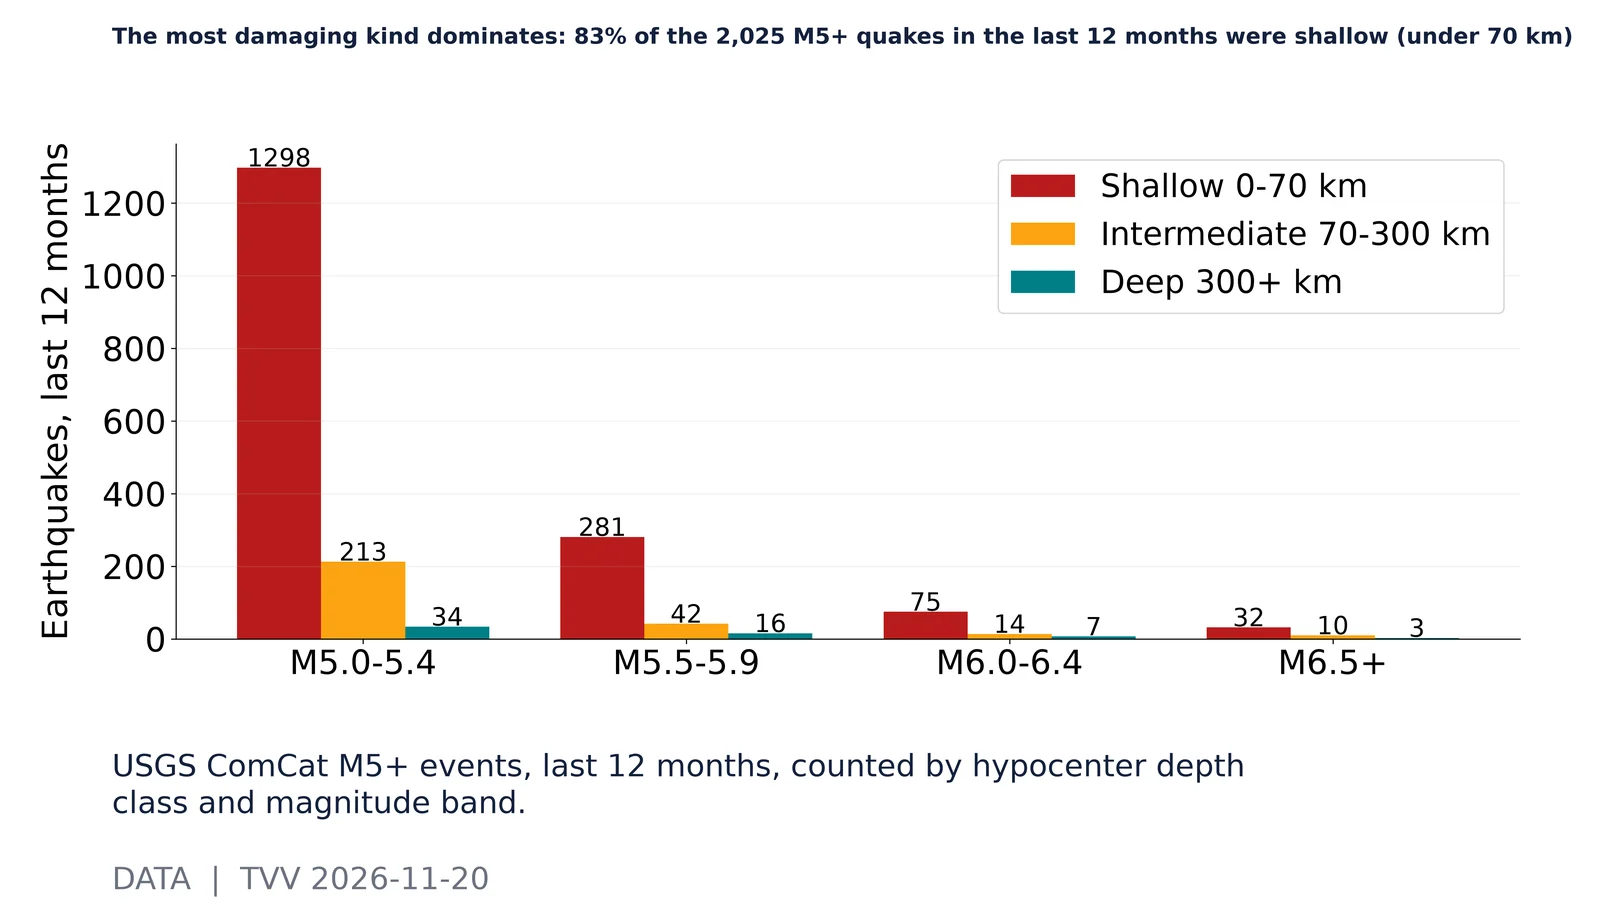 The most damaging kind dominates: 83% of the 2,025 M5+ quakes in the last 12 months were shallow (under 70 km)
Earthquakes, last 12 months
1200
1000
800
600
400
200
0
1298
213
34
281
42
16
75
14
7
32
10
3
Shallow 0-70 km
Intermediate 70-300 km
Deep 300+ km
M5.0-5.4
M5.5-5.9
M6.0-6.4
M6.5+
USGS ComCat M5+ events, last 12 months, counted by hypocenter depth
class and magnitude band.
DATA | TVV 2026-11-20